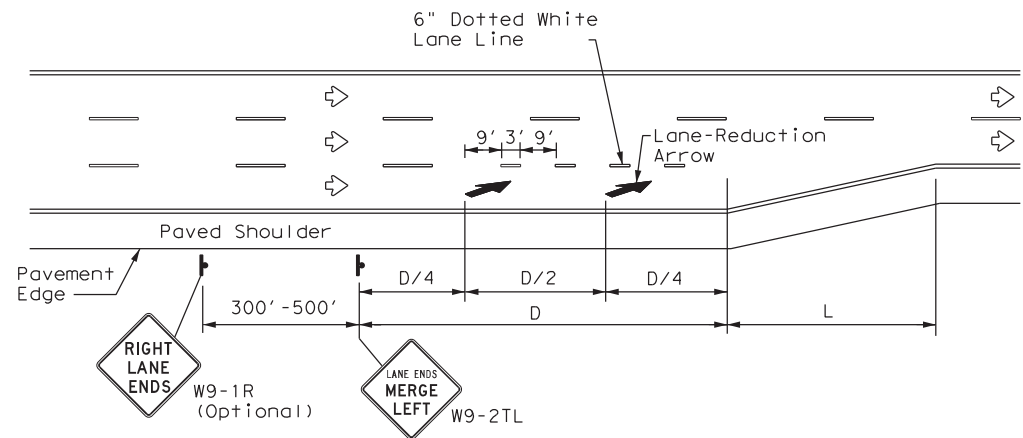 6" Dotted White
Lane Line
9' 3' 9'
Lane-Reduction
Arrow
Paved Shoulder
Pavement
Edge
D/4 D/2 D/4
300'-500' D L
RIGHT
LANE
ENDS
W9-1R
(Optional)
LANE ENDS
MERGE
LEFT
W9-2TL